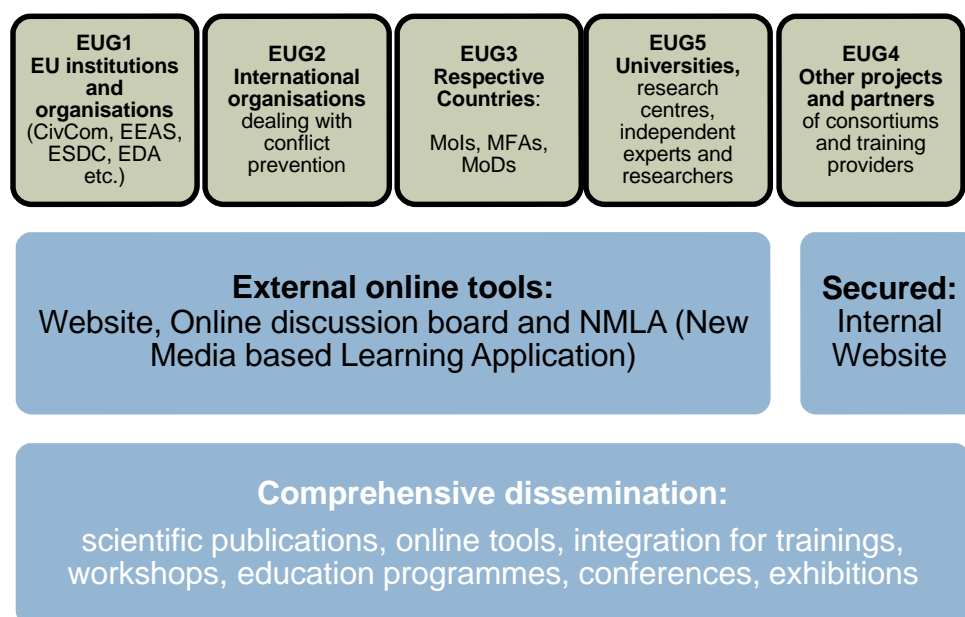 EUG1
EU institutions
and
organisations
(CivCom, EEAS,
ESDC, EDA
etc.)
EUG2
International
organisations
dealing with
conflict
prevention
EUG3
Respective
Countries:
MoIs, MFAs,
MoDs
EUG5
Universities,
research
centres,
independent
experts and
researchers
EUG4
Other projects
and partners
of consortiums
and training
providers
External online tools:
Website, Online discussion board and NMLA (New
Media based Learning Application)
Secured:
Internal
Website
Comprehensive dissemination:
scientific publications, online tools, integration for trainings,
workshops, education programmes, conferences, exhibitions